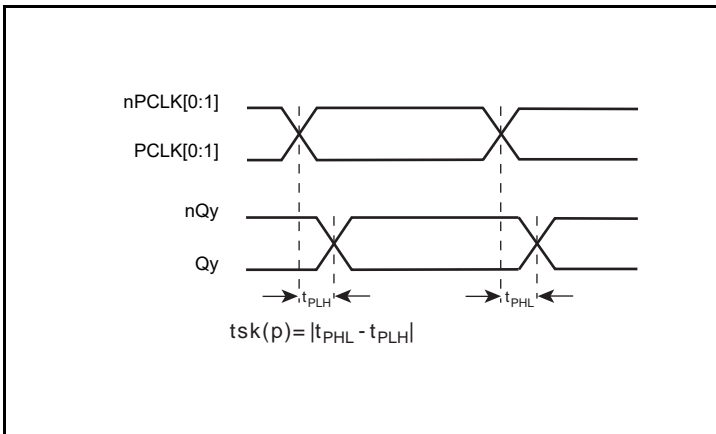 nPCLK[0:1]
PCLK[0:1]
nQy
Qy
tPLH
tPHL
tsk(p)= |tPHL - tPLH|